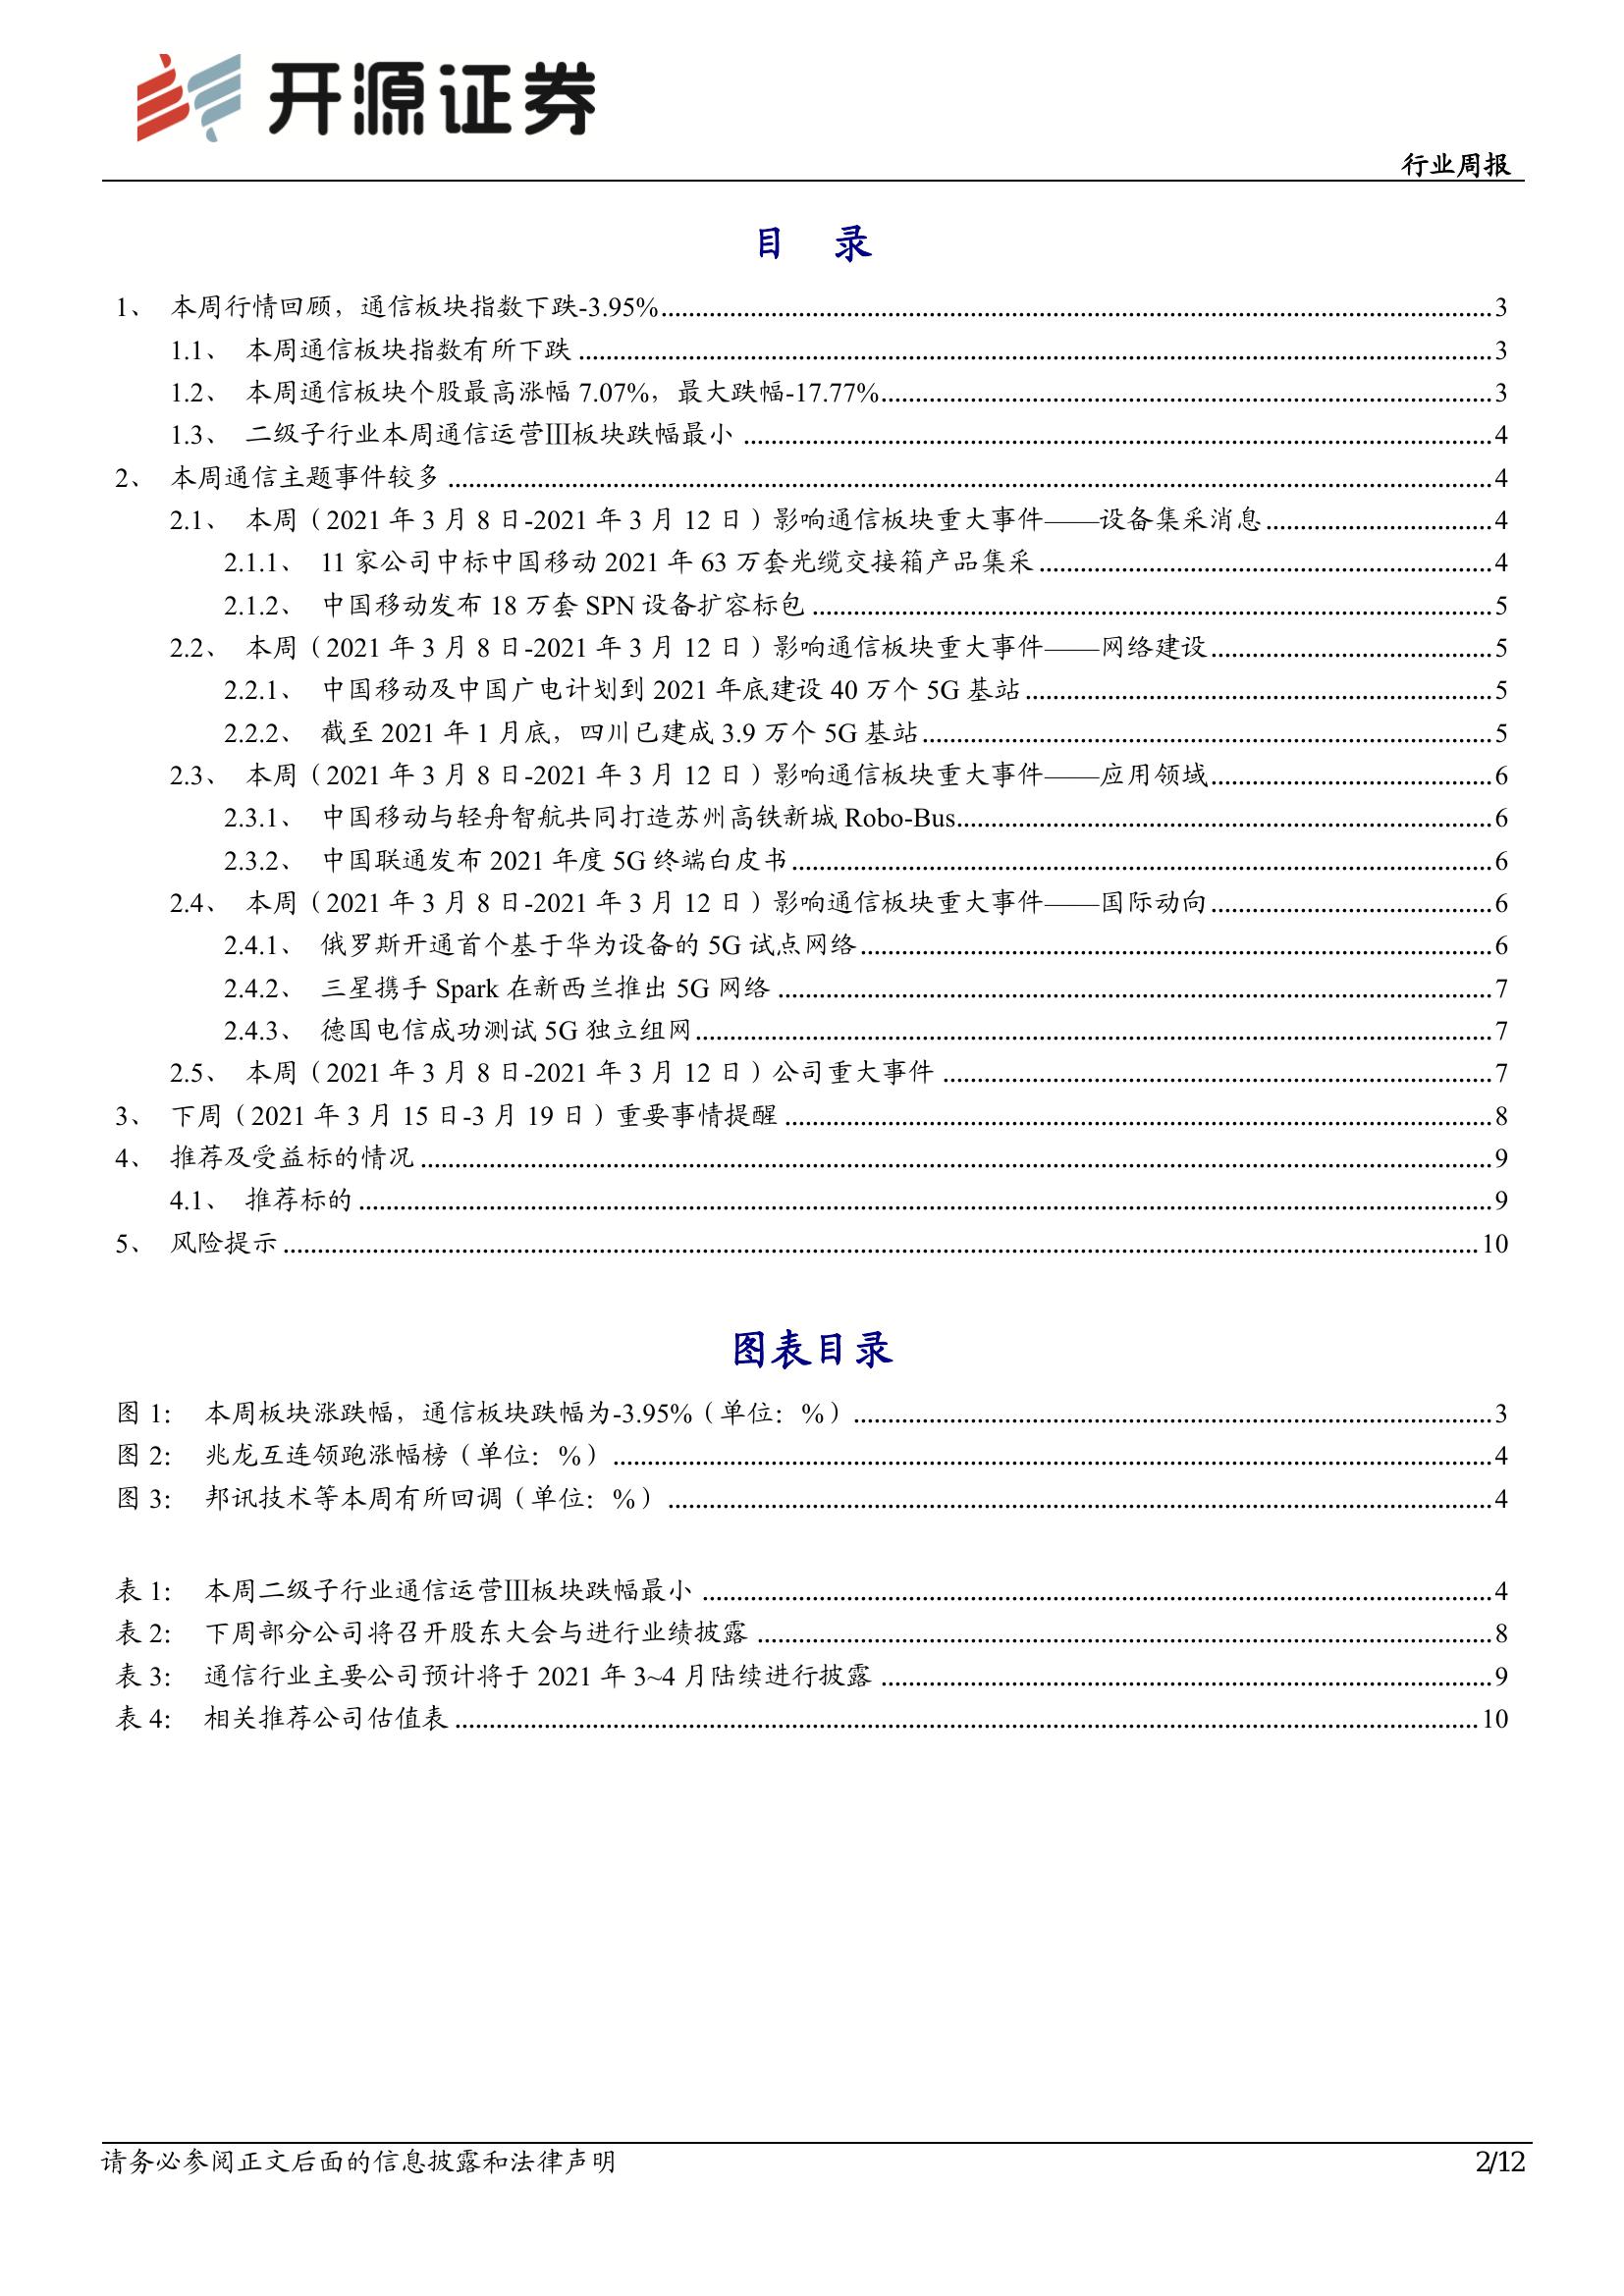 开源证券
行业周报
目 录
1、 本周行情回顾，通信板块指数下跌-3.95%........3
1.1、 本周通信板块指数有所下跌........3
1.2、 本周通信板块个股最高涨幅 7.07%，最大跌幅-17.77%........3
1.3、 二级子行业本周通信运营Ⅲ板块跌幅最小........4
2、 本周通信主题事件较多........4
2.1、 本周（2021 年 3 月 8 日-2021 年 3 月 12 日）影响通信板块重大事件——设备集采消息........4
2.1.1、 11 家公司中标中国移动 2021 年 63 万套光缆交接箱产品集采........4
2.1.2、 中国移动发布 18 万套 SPN 设备扩容标包........5
2.2、 本周（2021 年 3 月 8 日-2021 年 3 月 12 日）影响通信板块重大事件——网络建设........5
2.2.1、 中国移动及中国广电计划到 2021 年底建设 40 万个 5G 基站........5
2.2.2、 截至 2021 年 1 月底，四川已建成 3.9 万个 5G 基站........5
2.3、 本周（2021 年 3 月 8 日-2021 年 3 月 12 日）影响通信板块重大事件——应用领域........6
2.3.1、 中国移动与轻舟智航共同打造苏州高铁新城 Robo-Bus........6
2.3.2、 中国联通发布 2021 年度 5G 终端白皮书........6
2.4、 本周（2021 年 3 月 8 日-2021 年 3 月 12 日）影响通信板块重大事件——国际动向........6
2.4.1、 俄罗斯开通首个基于华为设备的 5G 试点网络........6
2.4.2、 三星携手 Spark 在新西兰推出 5G 网络........7
2.4.3、 德国电信成功测试 5G 独立组网........7
2.5、 本周（2021 年 3 月 8 日-2021 年 3 月 12 日）公司重大事件........7
3、 下周（2021 年 3 月 15 日-3 月 19 日）重要事情提醒........8
4、 推荐及受益标的情况........9
4.1、 推荐标的........9
5、 风险提示........10
图表目录
图 1： 本周板块涨跌幅，通信板块跌幅为-3.95%（单位：%）........3
图 2： 兆龙互连领跑涨幅榜（单位：%）........4
图 3： 邦讯技术等本周有所回调（单位：%）........4
表 1： 本周二级子行业通信运营Ⅲ板块跌幅最小........4
表 2： 下周部分公司将召开股东大会与进行业绩披露........8
表 3： 通信行业主要公司预计将于 2021 年 3~4 月陆续进行披露........9
表 4： 相关推荐公司估值表........10
请务必参阅正文后面的信息披露和法律声明
2/12